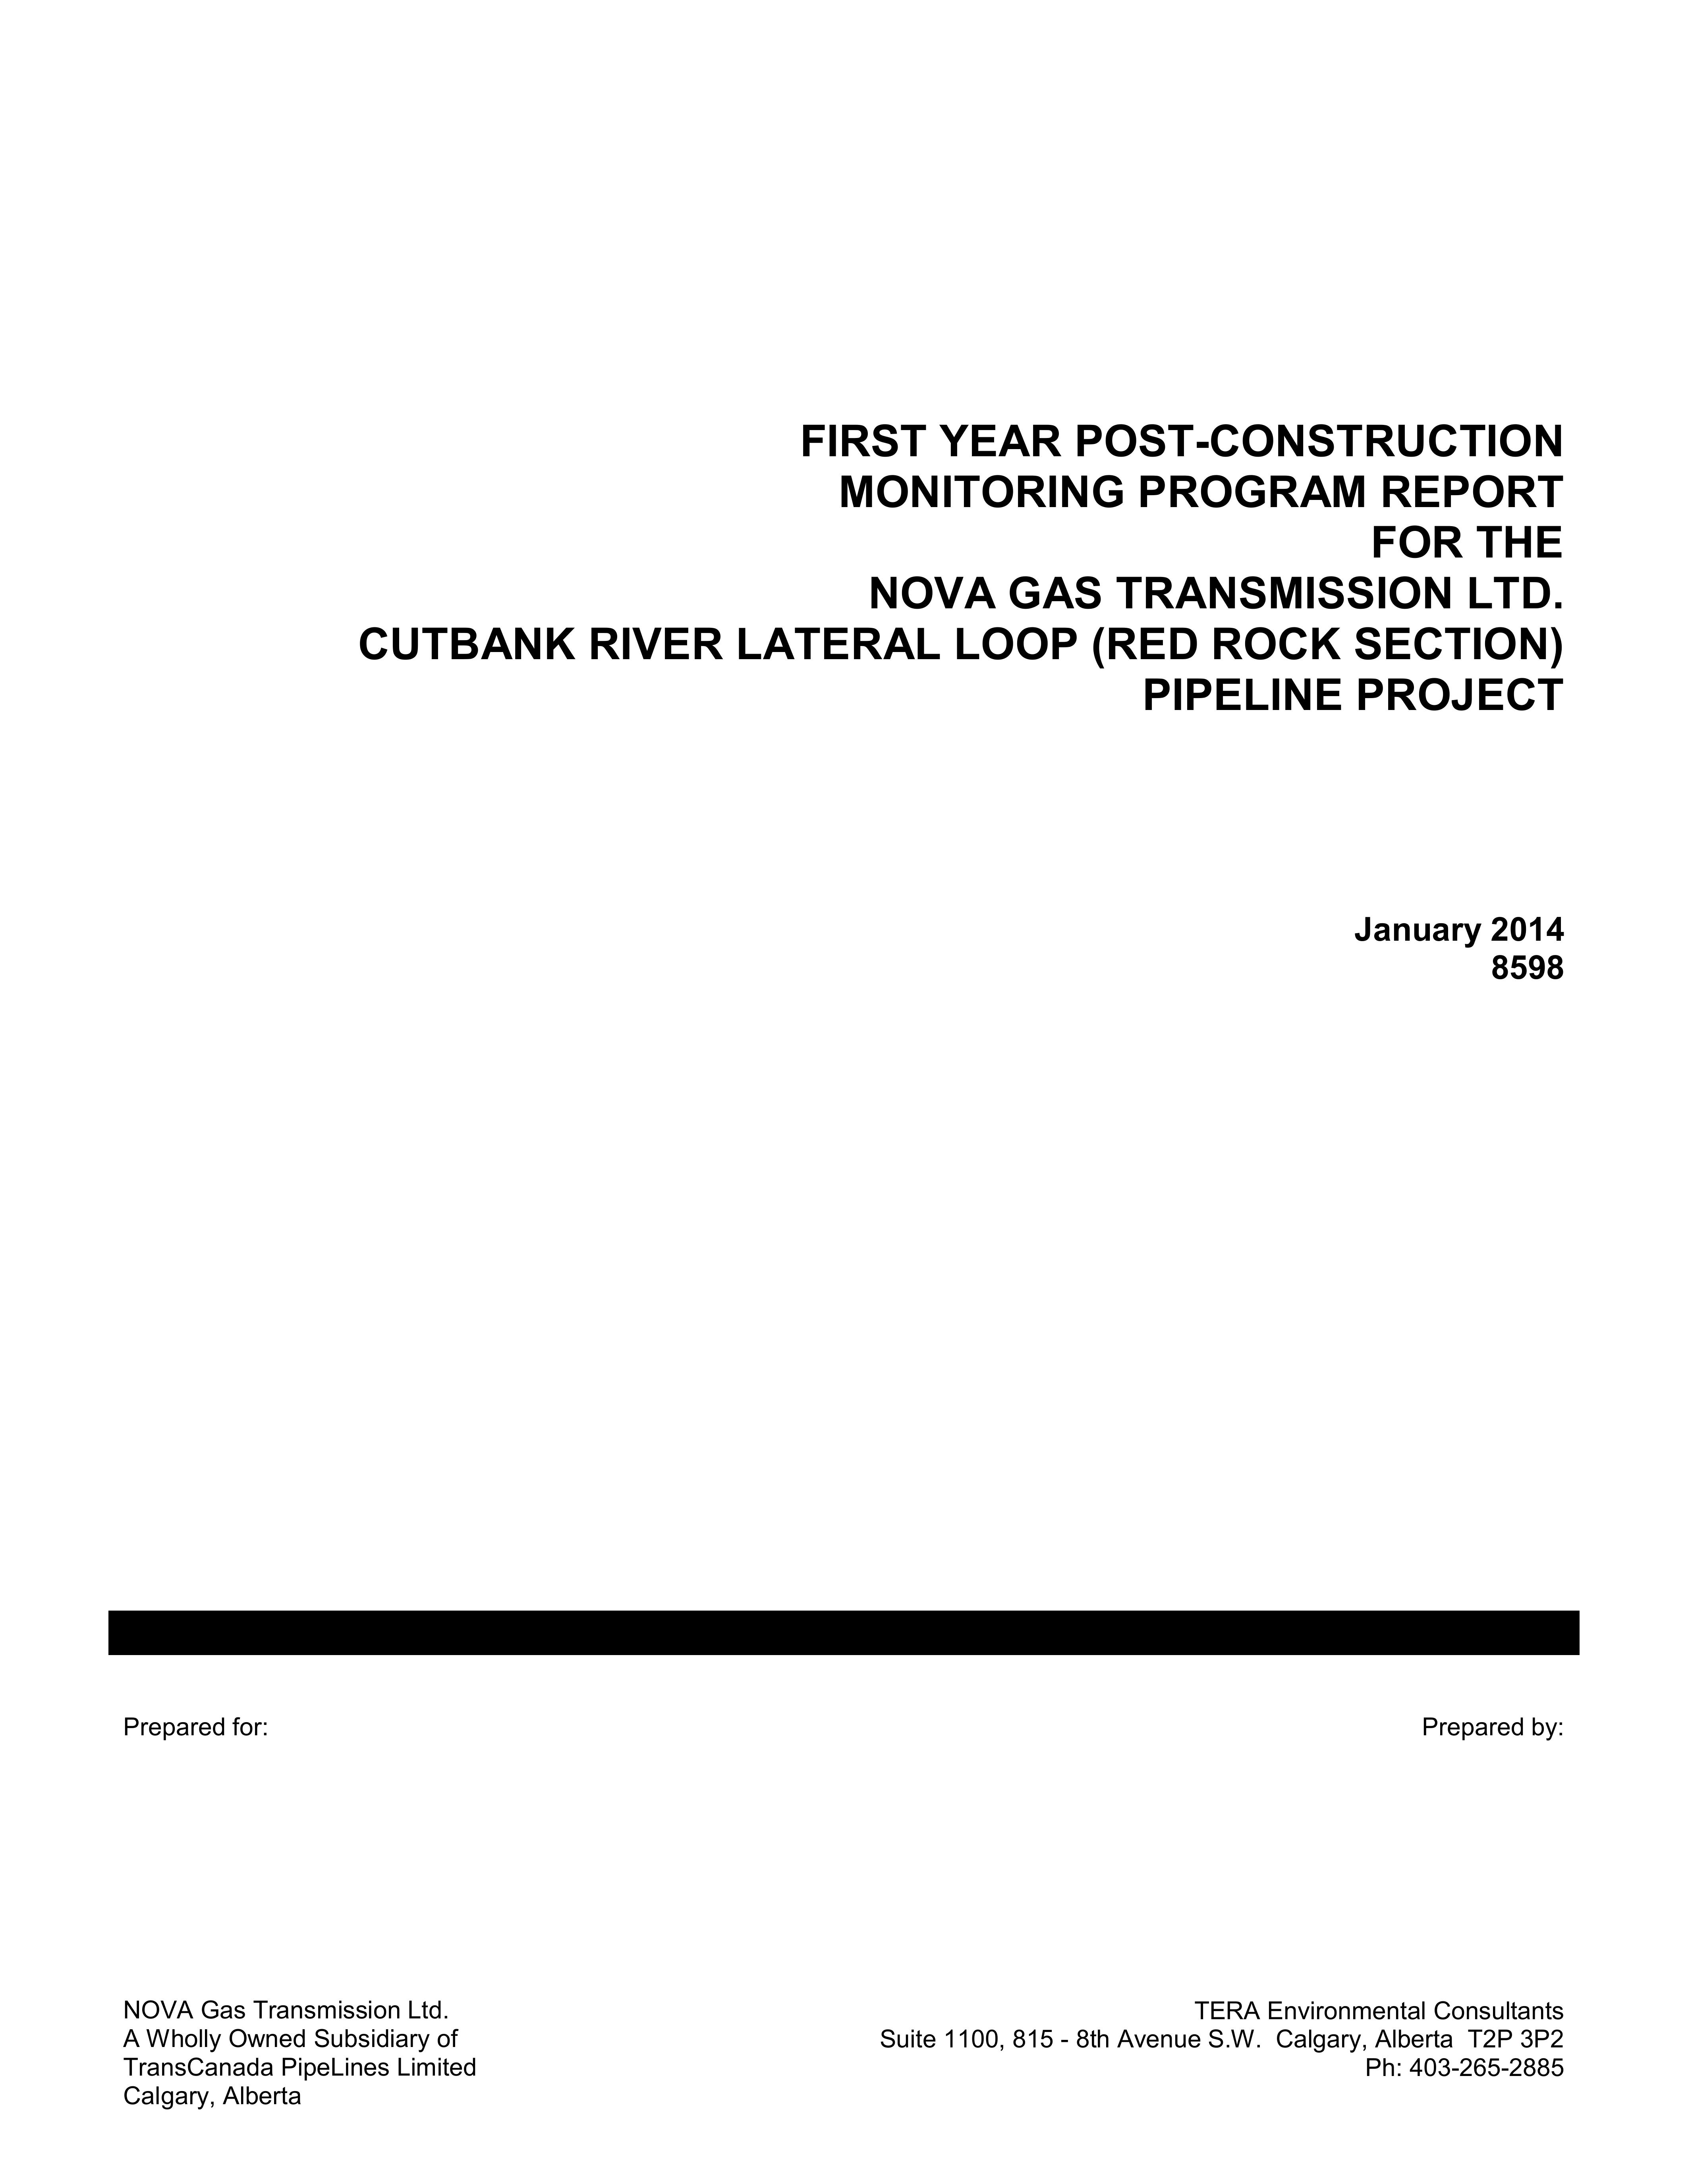 FIRST YEAR POST-CONSTRUCTION
MONITORING PROGRAM REPORT
FOR THE
NOVA GAS TRANSMISSION LTD.
CUTBANK RIVER LATERAL LOOP (RED ROCK SECTION)
PIPELINE PROJECT
January 2014
8598
Prepared for:
Prepared by:
NOVA Gas Transmission Ltd.
A Wholly Owned Subsidiary of
TransCanada PipeLines Limited
Calgary, Alberta
TERA Environmental Consultants
Suite 1100, 815 - 8th Avenue S.W.  Calgary, Alberta  T2P 3P2
Ph: 403-265-2885